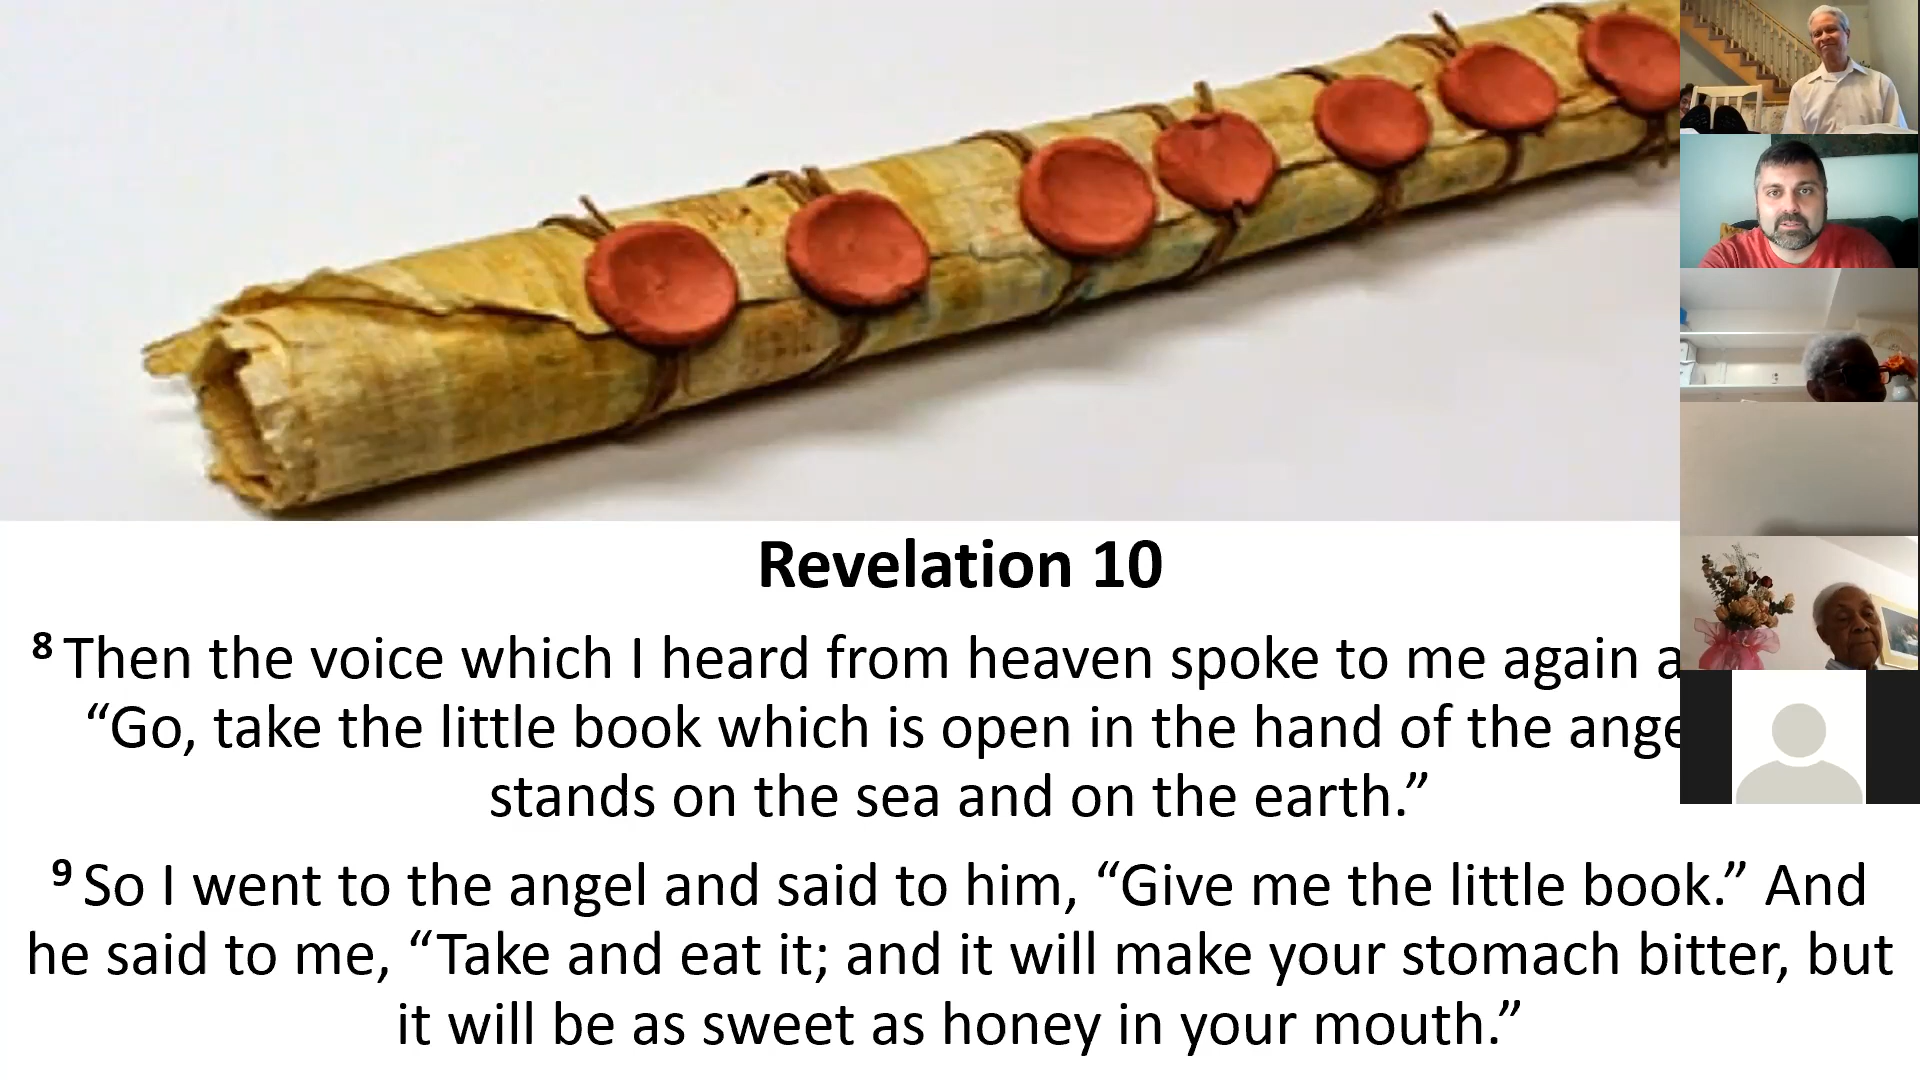 Revelation 10
8 Then the voice which I heard from heaven spoke to me again a
“Go, take the little book which is open in the hand of the ange
stands on the sea and on the earth.”
9 So I went to the angel and said to him, “Give me the little book.” And
he said to me, “Take and eat it; and it will make your stomach bitter, but
it will be as sweet as honey in your mouth.”